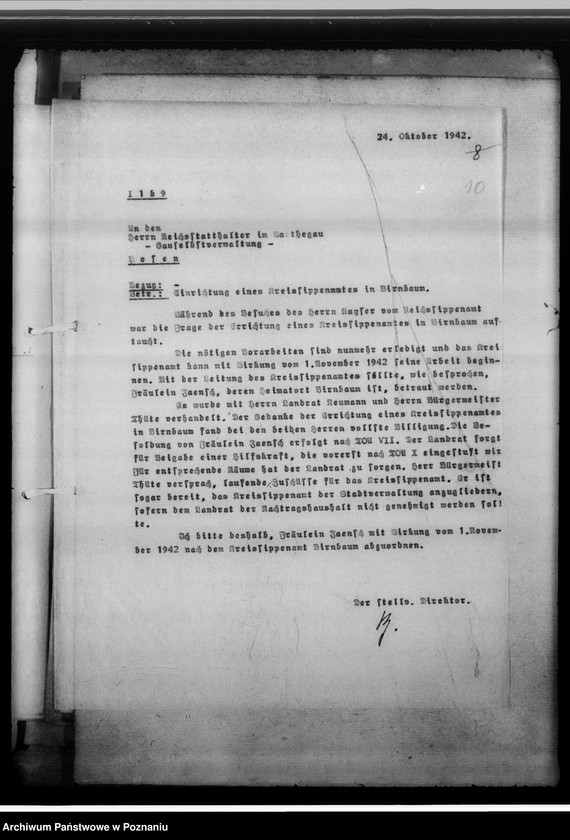 24. Oktober 1942.
8
10
I 1 5 9
An den
Herrn Reichsstatthalter im Warthegau
- Gauselbstverwaltung -
P o s e n
Bezug: -
Betr.: Einrichtung eines Kreissippenamtes in Birnbaum.
Während des Besuches des Herrn Kayser vom Reichssippenamt
war die Frage der Errichtung eines Kreissippenamtes in Birnbaum auf-
taucht.
Die nötigen Vorarbeiten sind nunmehr erledigt und das Krei
sippenamt kann mit Wirkung vom 1.November 1942 seine Arbeit begin-
nen. Mit der Leitung des Kreissippenamtes sollte, wie besprochen,
Fräulein Jaensch, deren Heimatort Birnbaum ist, betraut werden.
Es wurde mit Herrn Landrat Neumann und Herrn Bürgermeister
Thüte verhandelt. Der Gedanke der Errichtung eines Kreissippenamtes
in Birnbaum fand bei den beiden Herren vollste Billigung. Die Be-
soldung von Fräulein Jaensch erfolgt nach TOA VII. Der Landrat sorgt
für Beigabe einer Hilfskraft, die vorerst nach TOA X eingestuft wir
Für entsprechende Räume hat der Landrat zu sorgen. Herr Bürgermeist
Thüte versprach, laufende Zuschüsse für das Kreissippenamt. Er ist
sogar bereit, das Kreissippenamt der Stadtverwaltung anzugliedern,
sofern dem Landrat der Nachtragshaushalt nicht genehmigt werden soll
te.
Ich bitte deshalb, Fräulein Jaensch mit Wirkung vom 1.Novem-
ber 1942 nach dem Kreissippenamt Birnbaum abzuordnen.
Der stellv. Direktor.
Archiwum Państwowe w Poznaniu